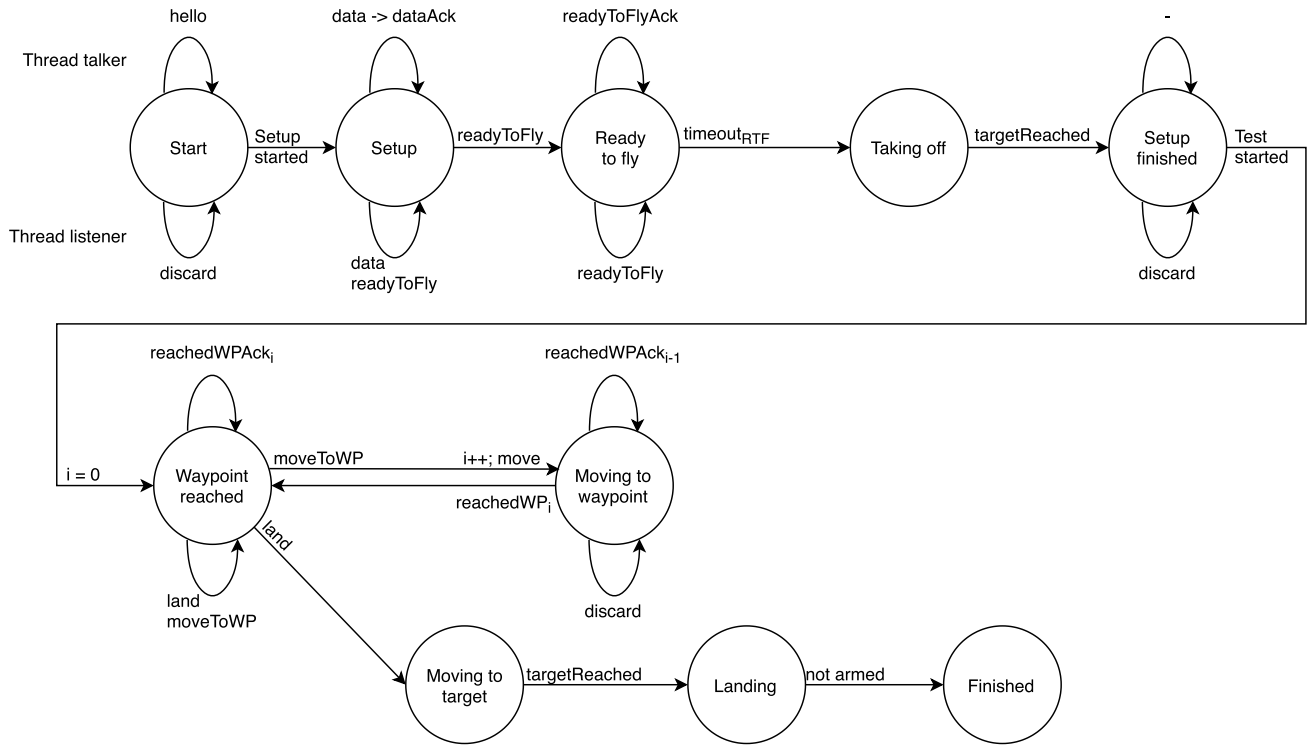 hello
data -> dataAck
readyToFlyAck
-
Thread talker
Start
Setup
started
Setup
readyToFly
Ready
to fly
timeoutRTF
Taking off
targetReached
Setup
finished
Test
started
Thread listener
discard
data
readyToFly
readyToFly
discard
reachedWPAcki
reachedWPAcki-1
i = 0
Waypoint
reached
moveToWP
i++; move
reachedWPi
Moving to
waypoint
land
land
moveToWP
discard
Moving to
target
targetReached
Landing
not armed
Finished